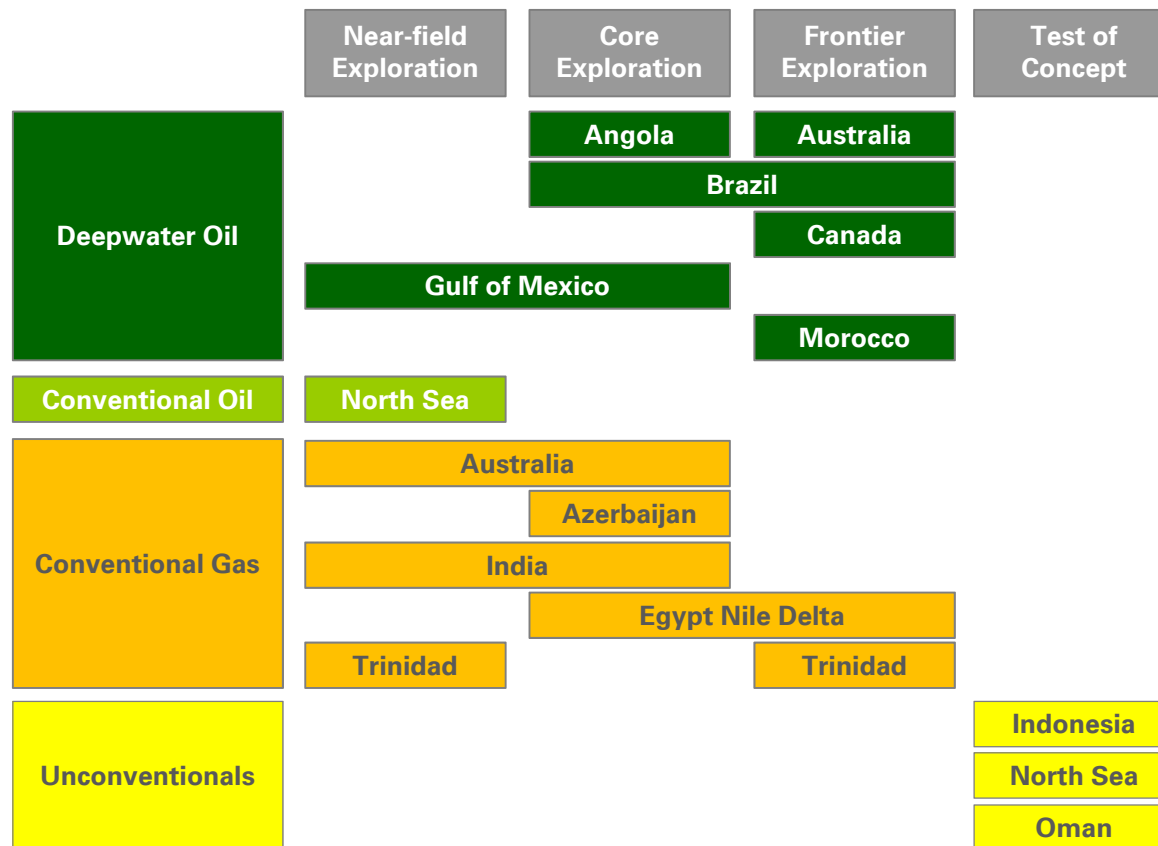 Near-field
Exploration
Core
Exploration
Frontier
Exploration
Test of
Concept
Deepwater Oil
Angola
Australia
Brazil
Canada
Gulf of Mexico
Morocco
Conventional Oil
North Sea
Conventional Gas
Australia
Azerbaijan
India
Egypt Nile Delta
Trinidad
Trinidad
Unconventionals
Indonesia
North Sea
Oman